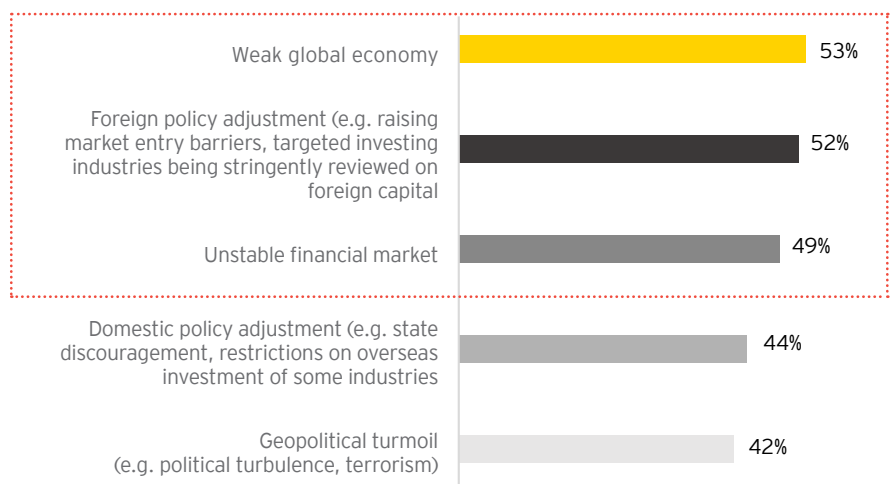 Weak global economy
53%
Foreign policy adjustment (e.g. raising
market entry barriers, targeted investing
industries being stringently reviewed on
foreign capital
52%
Unstable financial market
49%
Domestic policy adjustment (e.g. state
discouragement, restrictions on overseas
investment of some industries
44%
Geopolitical turmoil
(e.g. political turbulence, terrorism)
42%